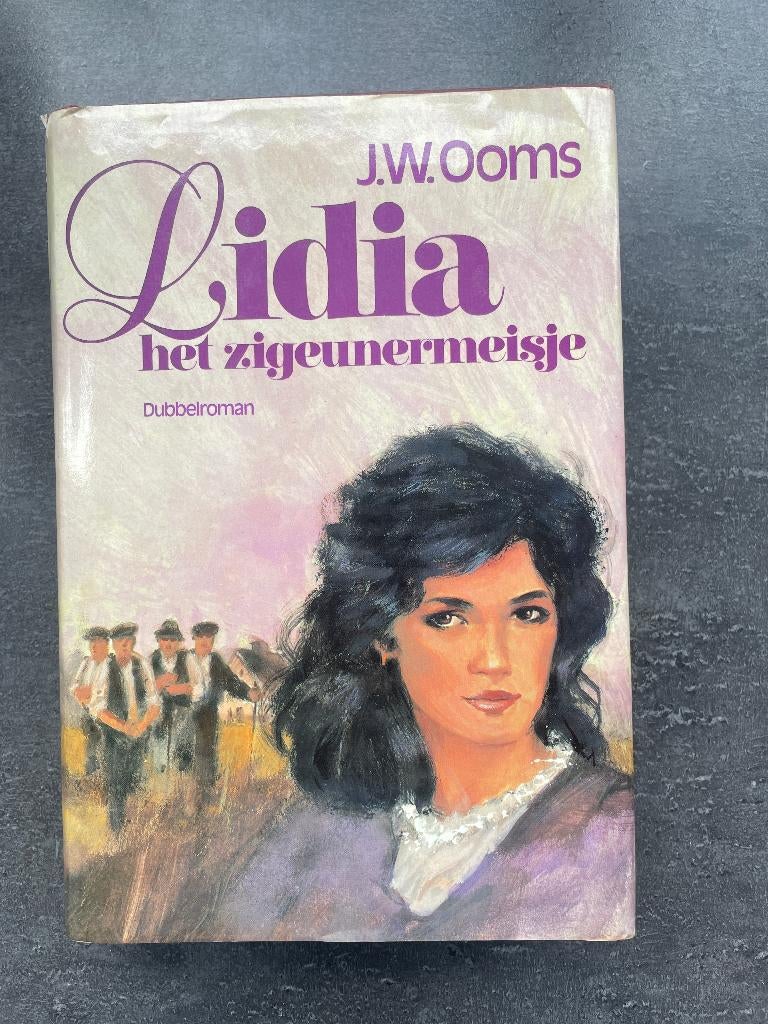 J.W. Ooms
Lidia
het zigeunermeisje
Dubbelroman